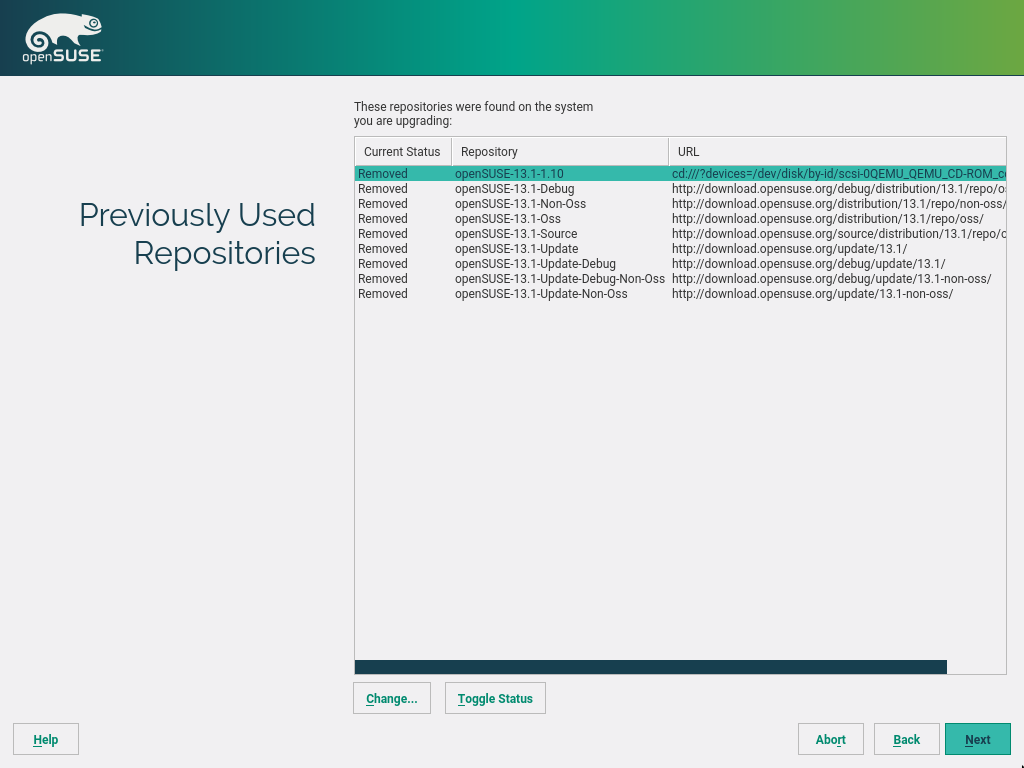 openSUSE
These repositories were found on the system
you are upgrading:
Previously Used
Repositories
Current Status Repository URL
Removed openSUSE-13.1-1.10 cd:///?devices=/dev/disk/by-id/scsi-0QEMU_QEMU_CD-ROM_
Removed openSUSE-13.1-Debug http://download.opensuse.org/debug/distribution/13.1/repo/
Removed openSUSE-13.1-Non-Oss http://download.opensuse.org/distribution/13.1/repo/non-oss/
Removed openSUSE-13.1-Oss http://download.opensuse.org/distribution/13.1/repo/oss/
Removed openSUSE-13.1-Source http://download.opensuse.org/source/distribution/13.1/repo/
Removed openSUSE-13.1-Update http://download.opensuse.org/update/13.1/
Removed openSUSE-13.1-Update-Debug http://download.opensuse.org/debug/update/13.1/
Removed openSUSE-13.1-Update-Debug-Non-Oss http://download.opensuse.org/debug/update/13.1-non-oss/
Removed openSUSE-13.1-Update-Non-Oss http://download.opensuse.org/update/13.1-non-oss/
Change... Toggle Status
Help Abort Back Next